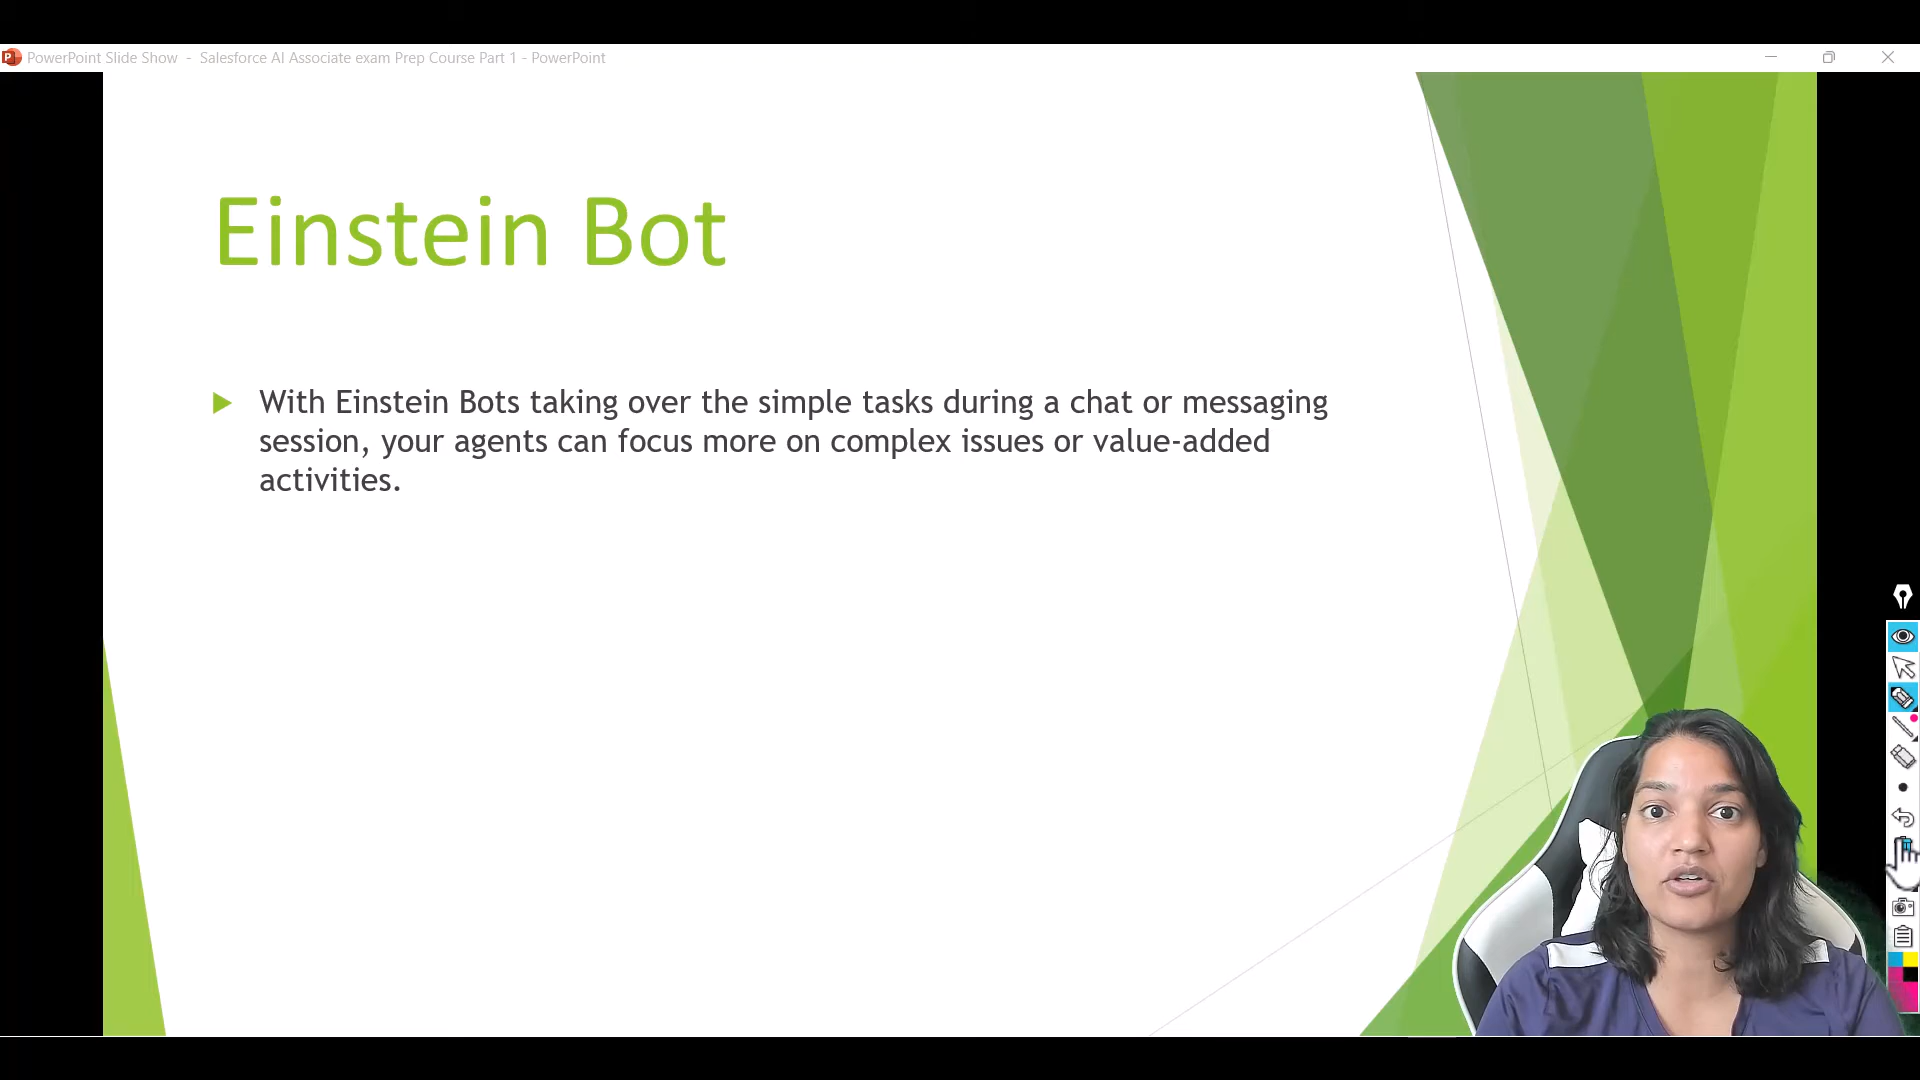 PowerPoint Slide Show - Salesforce AI Associate exam Prep Course Part 1 - PowerPoint
Einstein Bot
With Einstein Bots taking over the simple tasks during a chat or messaging
session, your agents can focus more on complex issues or value-added
activities.